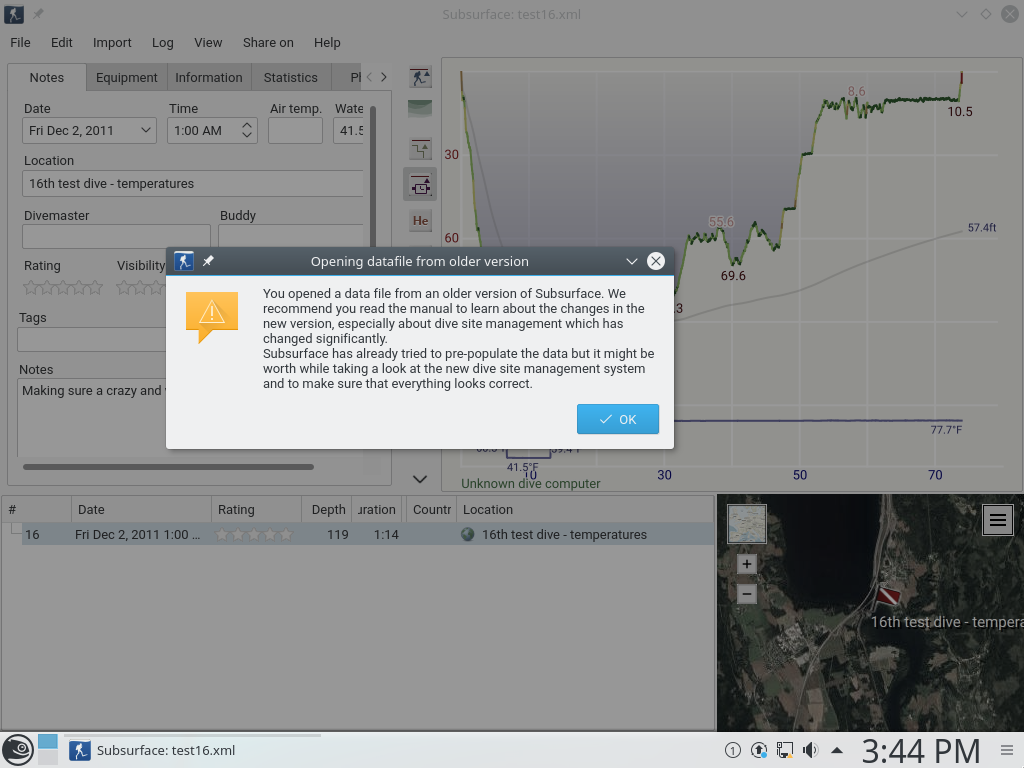 Subsurface: test16.xml
File Edit Import Log View Share on Help
Notes Equipment Information Statistics
Date Time Air temp. Wate
Fri Dec 2, 2011 1:00 AM 41.5
Location
16th test dive - temperatures
Divemaster Buddy
Rating Visibility
Tags
Notes
Making sure a crazy and
He
8.6
10.5
30
55.6
60
57.4ft
69.6
.3
77.7°F
41.5°F
10 30 50 70
Unknown dive computer
Opening datafile from older version
You opened a data file from an older version of Subsurface. We
recommend you read the manual to learn about the changes in the
new version, especially about dive site management which has
changed significantly.
Subsurface has already tried to pre-populate the data but it might be
worth while taking a look at the new dive site management system
and to make sure that everything looks correct.
OK
# Date Rating Depth uration Countr Location
16 Fri Dec 2, 2011 1:00 ... 119 1:14 16th test dive - temperatures
+
−
16th test dive - tempera
Subsurface: test16.xml
1
3:44 PM